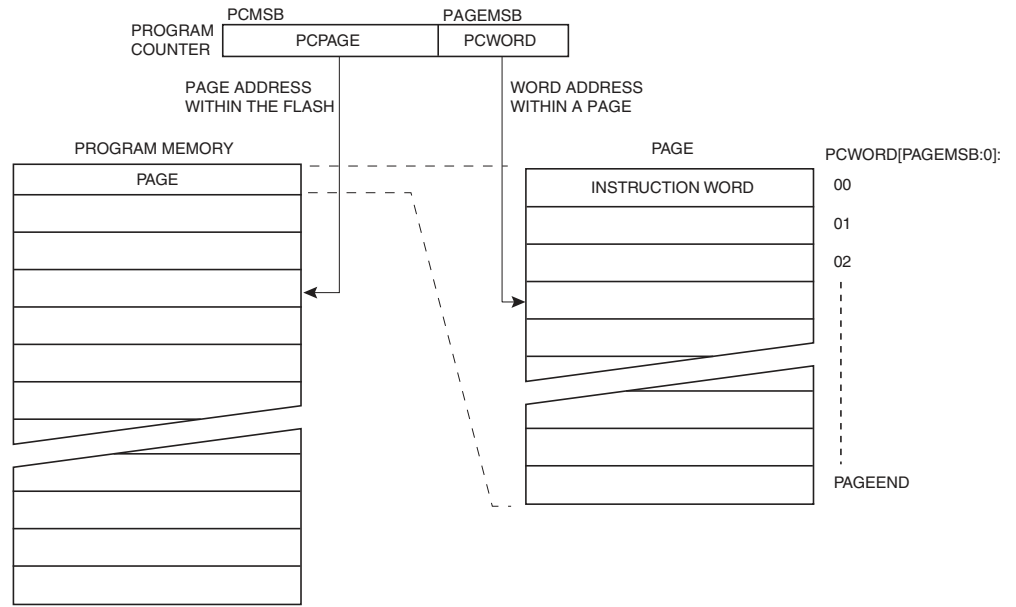 PCMSB
PAGEMSB
PROGRAM
COUNTER
PCPAGE
PCWORD
PAGE ADDRESS
WITHIN THE FLASH
WORD ADDRESS
WITHIN A PAGE
PROGRAM MEMORY
PAGE
PAGE
PCWORD[PAGEMSB:0]:
INSTRUCTION WORD
00
01
02
PAGEEND